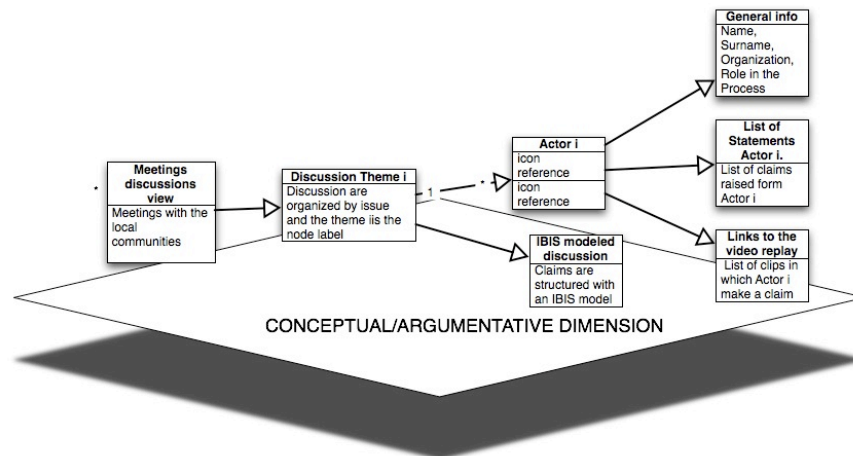 General info
Name,
Surname,
Organization,
Role in the
Process
List of
Statements
Actor i.
List of claims
raised form
Actor i
Actor i
icon
reference
icon
reference
*
Meetings
discussions
view
Meetings with the
local
communities
Discussion Theme i
Discussion are
organized by issue
and the theme iis the
node label
1
*
IBIS modeled
discussion
Claims are
structured with
an IBIS model
Links to the
video replay
List of clips in
which Actor i
make a claim
CONCEPTUAL/ARGUMENTATIVE DIMENSION